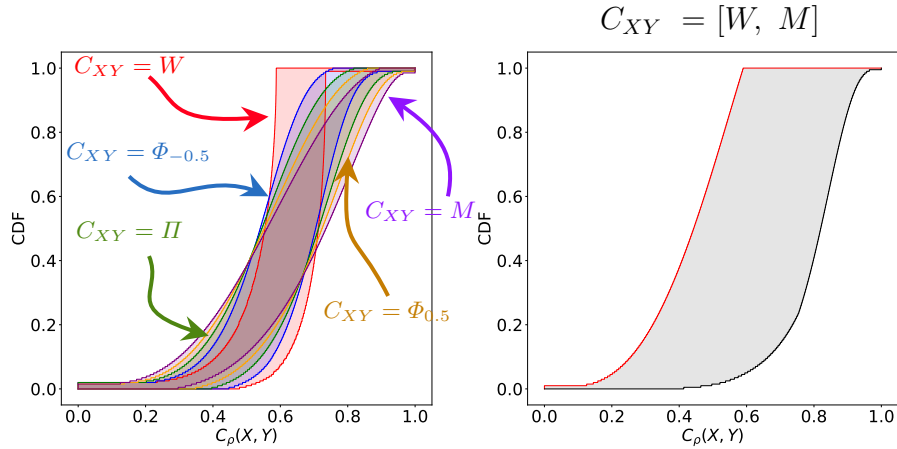 C_{XY} = [W, M]
C_{XY} = W
C_{XY} = Φ_{-0.5}
C_{XY} = Π
C_{XY} = M
C_{XY} = Φ_{0.5}
CDF
1.0
0.8
0.6
0.4
0.2
0.0
0.0 0.2 0.4 0.6 0.8 1.0
C_ρ(X, Y)
CDF
1.0
0.8
0.6
0.4
0.2
0.0
0.0 0.2 0.4 0.6 0.8 1.0
C_ρ(X, Y)